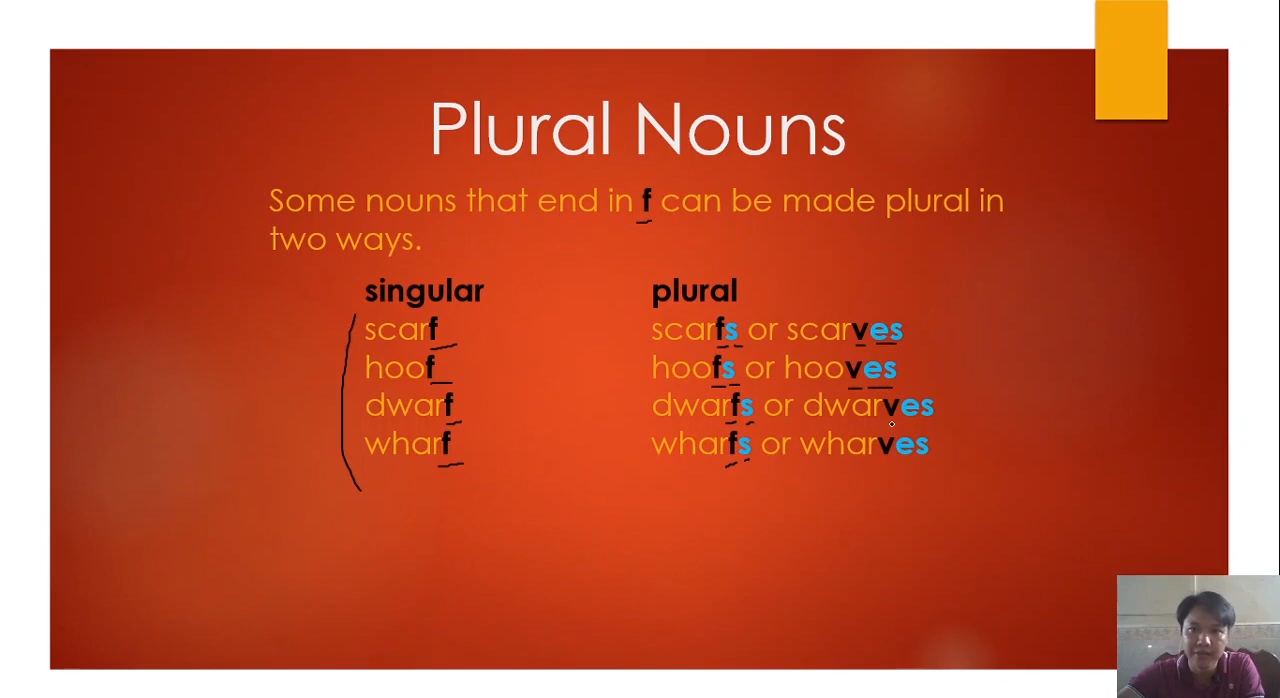 Plural Nouns
Some nouns that end in f can be made plural in
two ways.
singular plural
scarf scarfs or scarves
hoof hoofs or hooves
dwarf dwarfs or dwarves
wharf wharfs or wharves